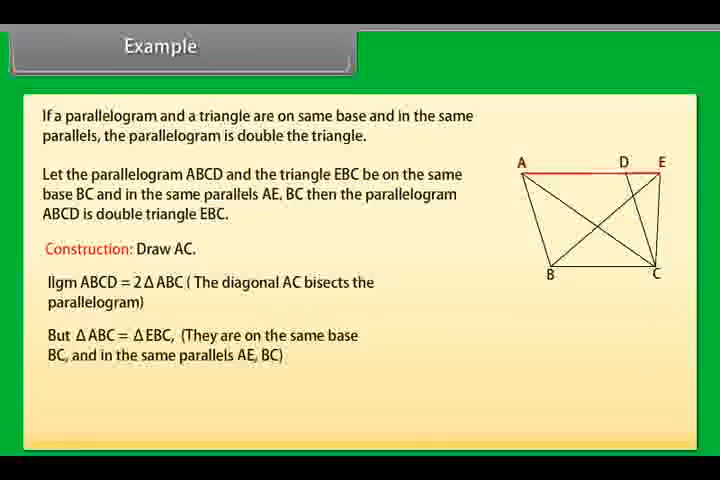 Example
If a parallelogram and a triangle are on same base and in the same
parallels, the parallelogram is double the triangle.
Let the parallelogram ABCD and the triangle EBC be on the same
base BC and in the same parallels AE, BC then the parallelogram
ABCD is double triangle EBC.
Construction: Draw AC.
IIgm ABCD = 2 Δ ABC ( The diagonal AC bisects the
parallelogram)
But Δ ABC = Δ EBC, (They are on the same base
BC, and in the same parallels AE, BC)
A D E
B C